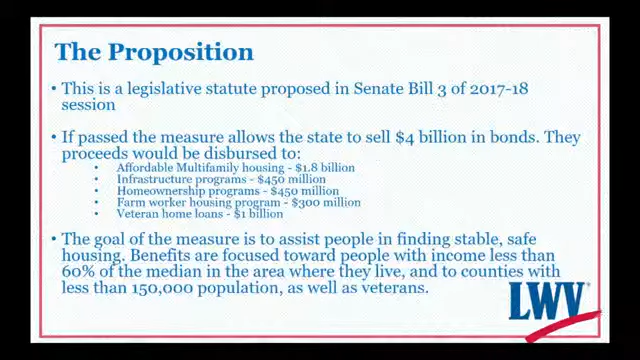 The Proposition
• This is a legislative statute proposed in Senate Bill 3 of 2017-18
session
• If passed the measure allows the state to sell $4 billion in bonds. They
proceeds would be disbursed to:
• Affordable Multifamily housing - $1.8 billion
• Infrastructure programs - $450 million
• Homeownership programs - $450 million
• Farm worker housing program - $300 million
• Veteran home loans - $1 billion
• The goal of the measure is to assist people in finding stable, safe
housing. Benefits are focused toward people with income less than
60% of the median in the area where they live, and to counties with
less than 150,000 population, as well as veterans.
LWV®